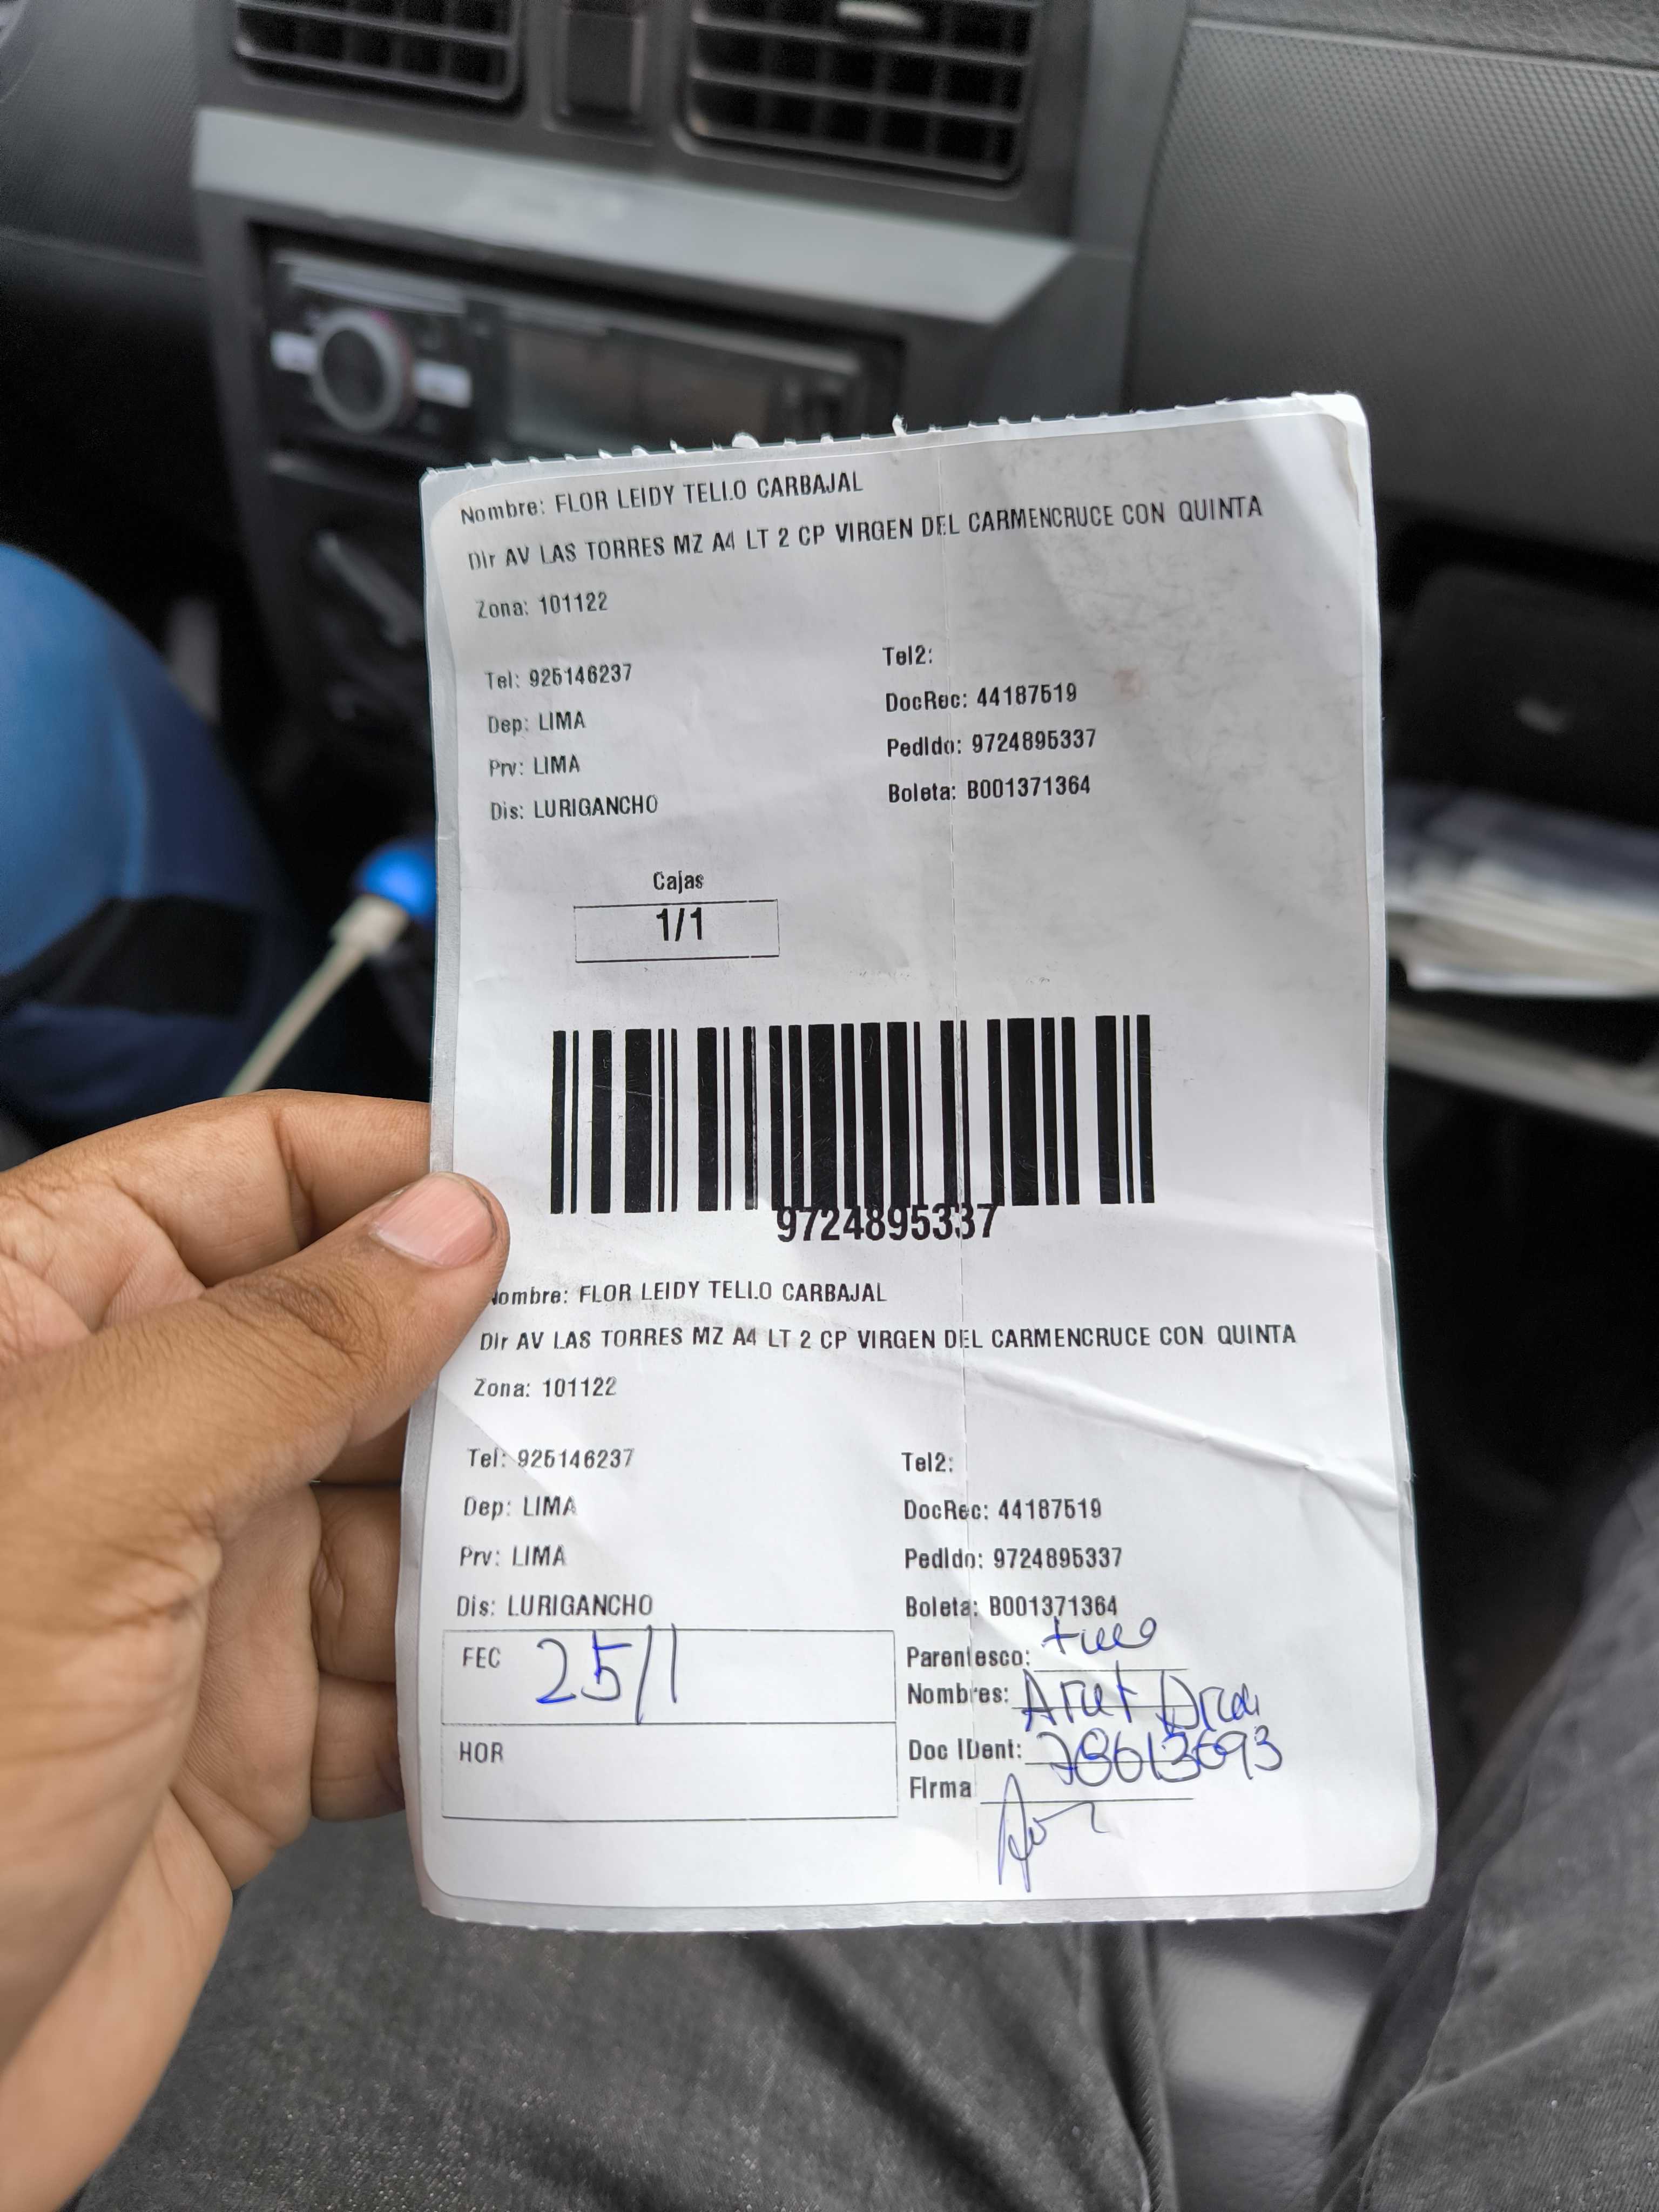 Nombre: FLOR LEIDY TELLO CARBAJAL
Dir AV LAS TORRES MZ A4 LT 2 CP VIRGEN DEL CARMENCRUCE CON QUINTA
Zona: 101122
Tel: 925146237
Tel2:
DocRec: 44187519
Dep: LIMA
Pedido: 9724895337
Prv: LIMA
Boleta: B001371364
Dis: LURIGANCHO
Cajas
1/1
9724895337
Nombre: FLOR LEIDY TELLO CARBAJAL
Dir AV LAS TORRES MZ A4 LT 2 CP VIRGEN DEL CARMENCRUCE CON QUINTA
Zona: 101122
Tel: 925146237
Tel2:
Dep: LIMA
DocRec: 44187519
Prv: LIMA
Pedido: 9724895337
Dis: LURIGANCHO
Boleta: B001371364
FEC 25/1
Parentesco:
Nombres:
HOR
Doc IDent:
Firma